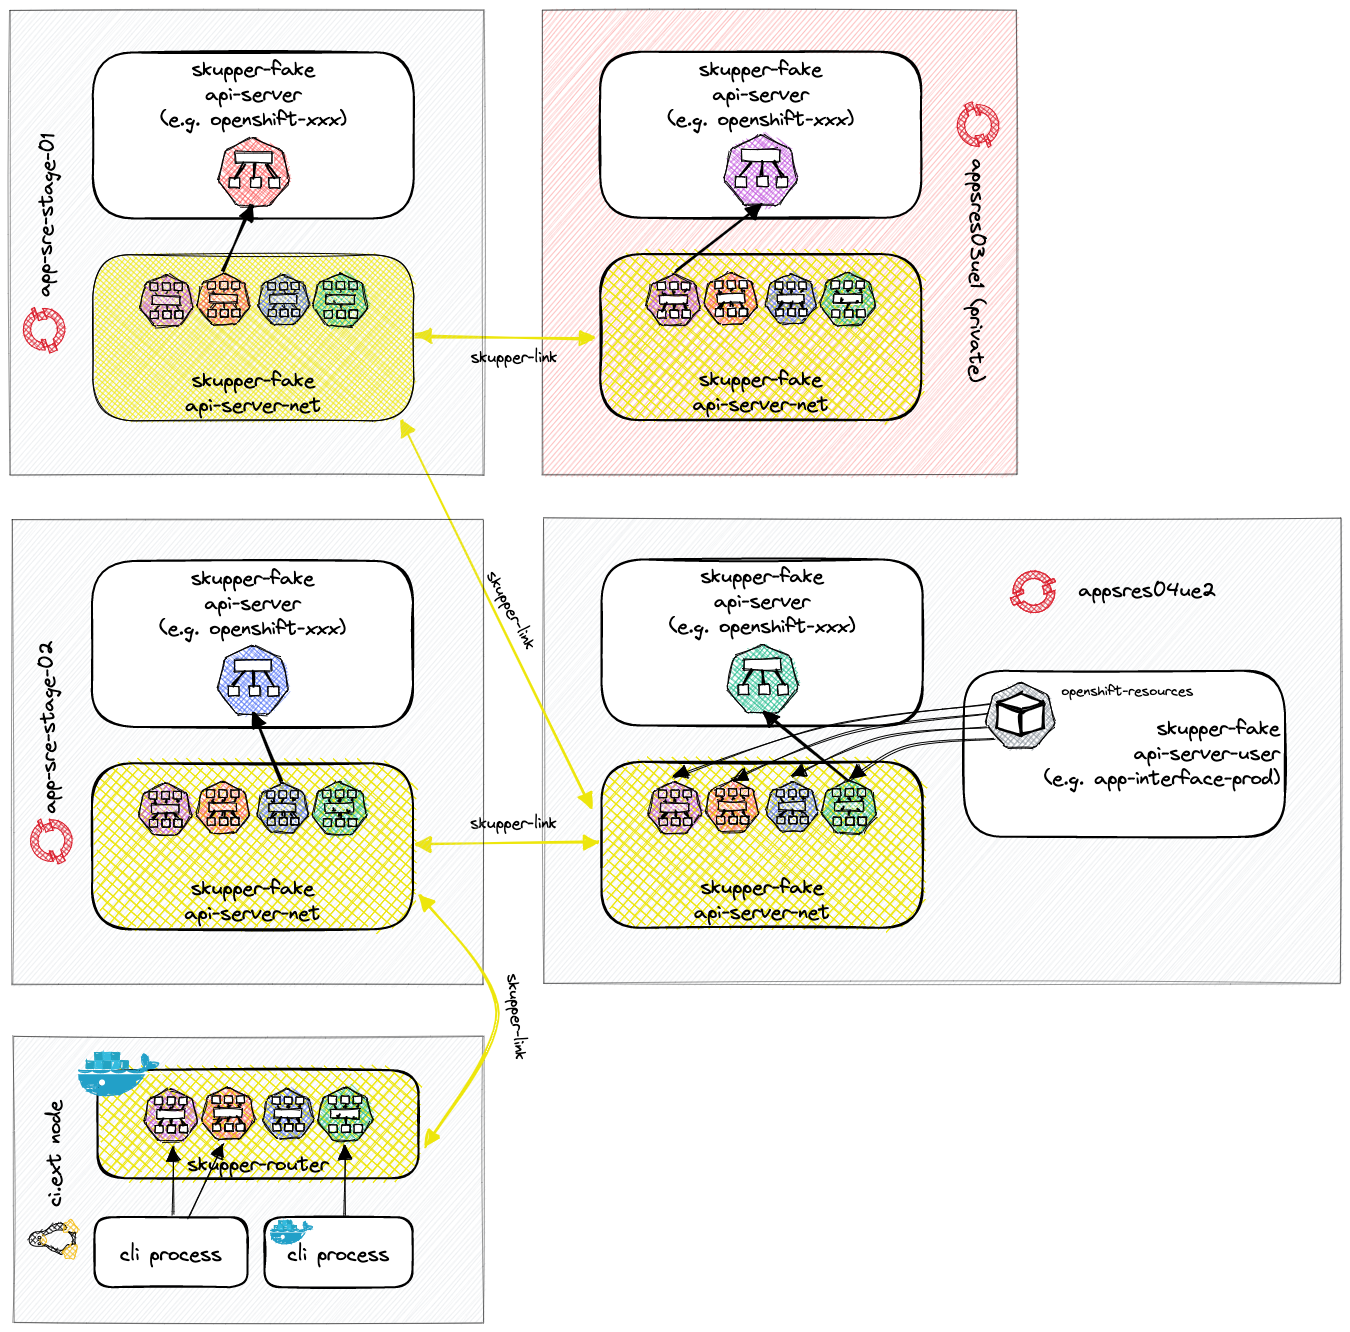 app-sre-stage-01
skupper-fake
api-server
(e.g. openshift-xxx)
skupper-fake
api-server-net
skupper-link
skupper-fake
api-server
(e.g. openshift-xxx)
skupper-fake
api-server-net
appsres03ue1 (private)
skupper-link
app-sre-stage-02
skupper-fake
api-server
(e.g. openshift-xxx)
skupper-fake
api-server-net
skupper-link
skupper-fake
api-server
(e.g. openshift-xxx)
skupper-fake
api-server-net
appsres04ue2
openshift-resources
skupper-fake
api-server-user
(e.g. app-interface-prod)
skupper-link
ci.ext node
skupper-router
cli process
cli process